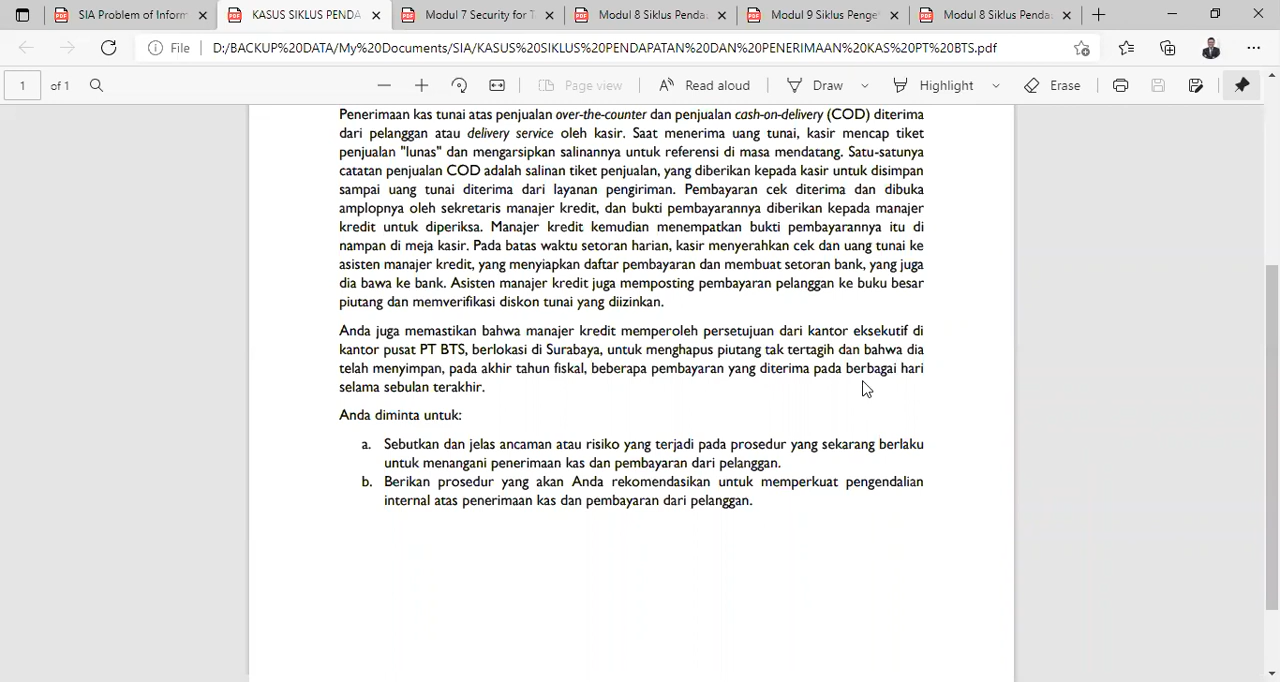 SIA Problem of Inform
KASUS SIKLUS PENDA
Modul 7 Security for T
Modul 8 Siklus Penda
Modul 9 Siklus Penge
Modul 8 Siklus Penda
File
D:/BACKUP%20DATA/My%20Documents/SIA/KASUS%20SIKLUS%20PENDAPATAN%20DAN%20PENERIMAAN%20KAS%20PT%20BTS.pdf
1 of 1
Page view
Read aloud
Draw
Highlight
Erase
Penerimaan kas tunai atas penjualan over-the-counter dan penjualan cash-on-delivery (COD) diterima
dari pelanggan atau delivery service oleh kasir. Saat menerima uang tunai, kasir mencap tiket
penjualan "lunas" dan mengarsipkan salinannya untuk referensi di masa mendatang. Satu-satunya
catatan penjualan COD adalah salinan tiket penjualan, yang diberikan kepada kasir untuk disimpan
sampai uang tunai diterima dari layanan pengiriman. Pembayaran cek diterima dan dibuka
amplopnya oleh sekretaris manajer kredit, dan bukti pembayarannya diberikan kepada manajer
kredit untuk diperiksa. Manajer kredit kemudian menempatkan bukti pembayarannya itu di
nampan di meja kasir. Pada batas waktu setoran harian, kasir menyerahkan cek dan uang tunai ke
asisten manajer kredit, yang menyiapkan daftar pembayaran dan membuat setoran bank, yang juga
dia bawa ke bank. Asisten manajer kredit juga memposting pembayaran pelanggan ke buku besar
piutang dan memverifikasi diskon tunai yang diizinkan.
Anda juga memastikan bahwa manajer kredit memperoleh persetujuan dari kantor eksekutif di
kantor pusat PT BTS, berlokasi di Surabaya, untuk menghapus piutang tak tertagih dan bahwa dia
telah menyimpan, pada akhir tahun fiskal, beberapa pembayaran yang diterima pada berbagai hari
selama sebulan terakhir.
Anda diminta untuk:
a. Sebutkan dan jelas ancaman atau risiko yang terjadi pada prosedur yang sekarang berlaku
untuk menangani penerimaan kas dan pembayaran dari pelanggan.
b. Berikan prosedur yang akan Anda rekomendasikan untuk memperkuat pengendalian
internal atas penerimaan kas dan pembayaran dari pelanggan.